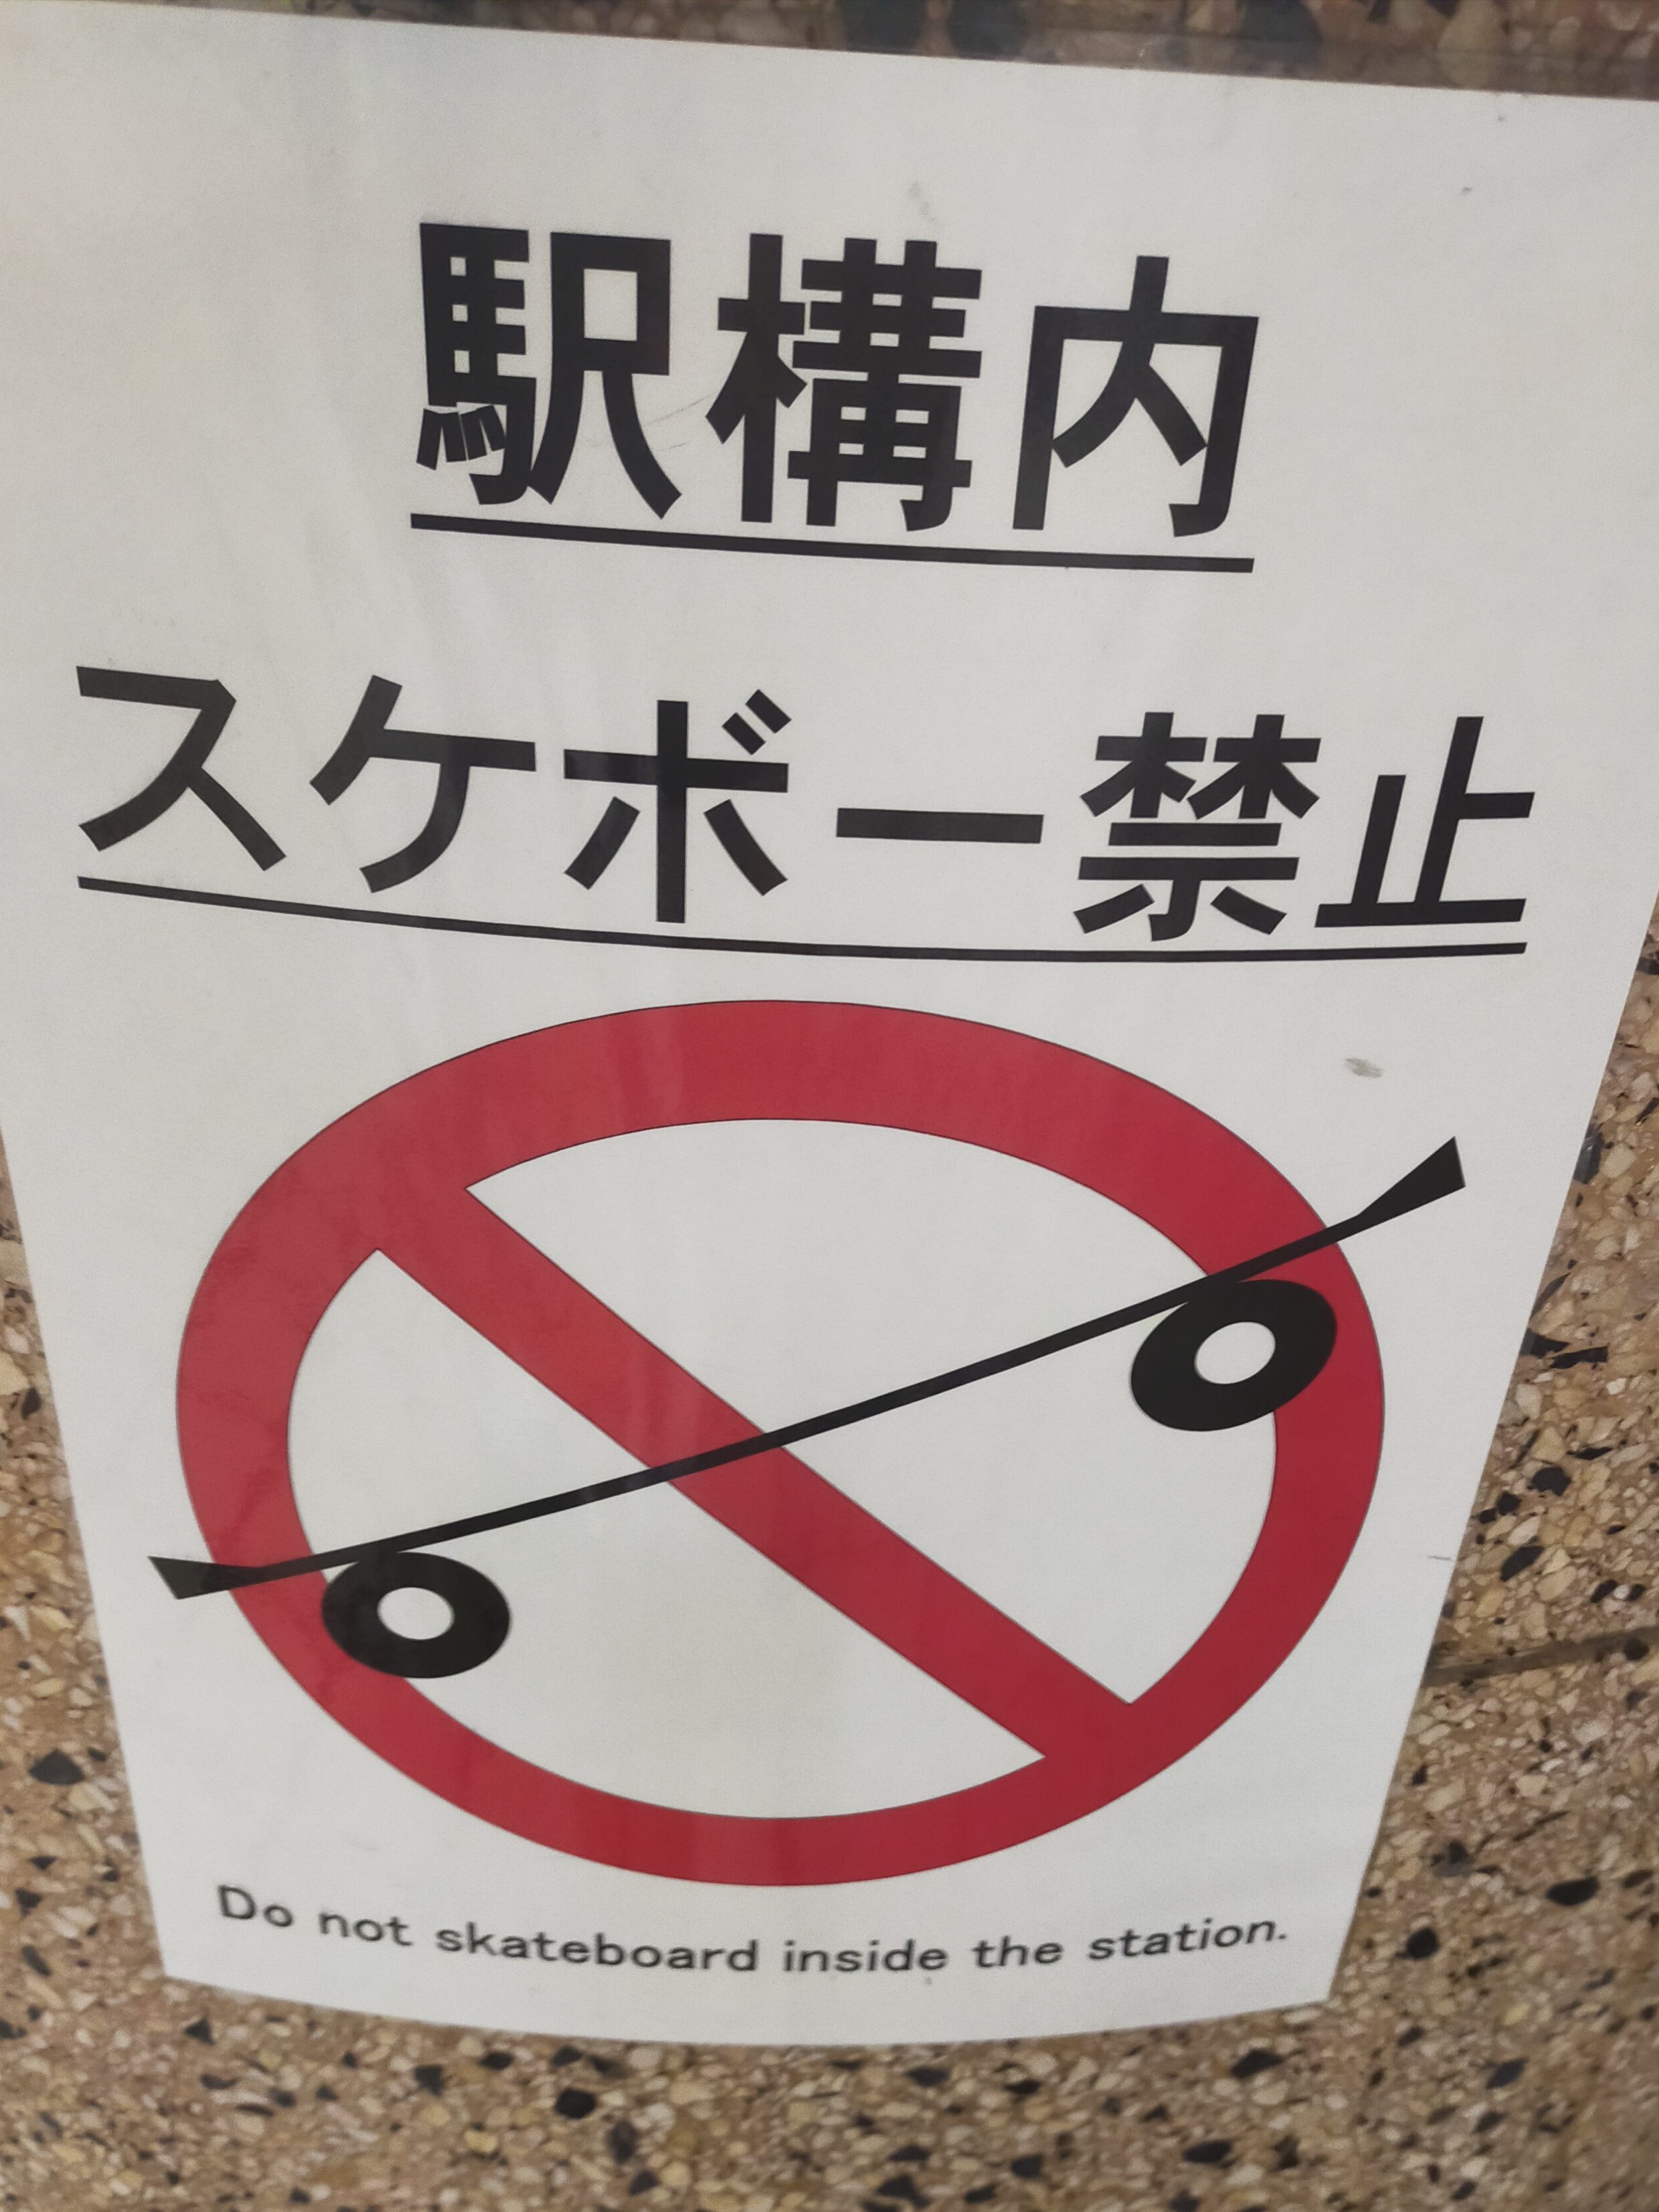 駅構内
スケボー禁止
Do not skateboard inside the station.